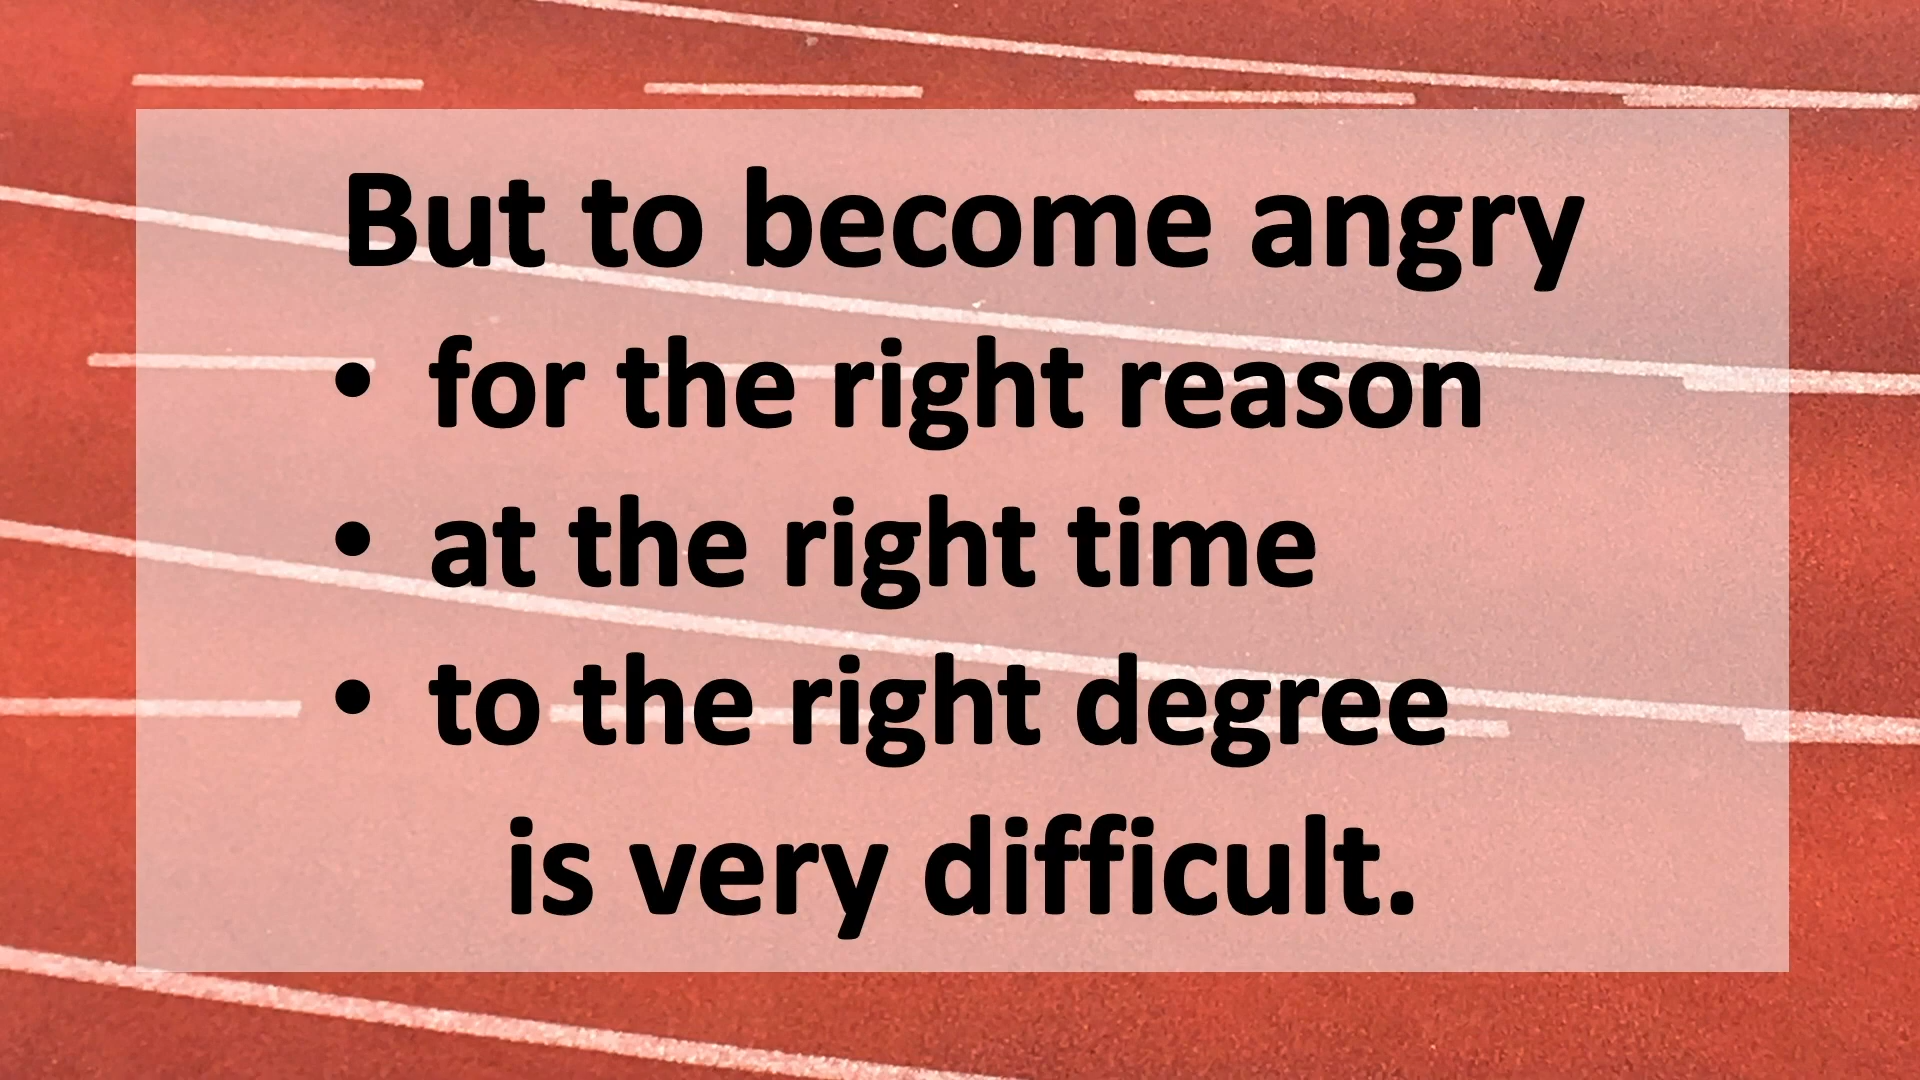 But to become angry
• for the right reason
• at the right time
• to the right degree
is very difficult.